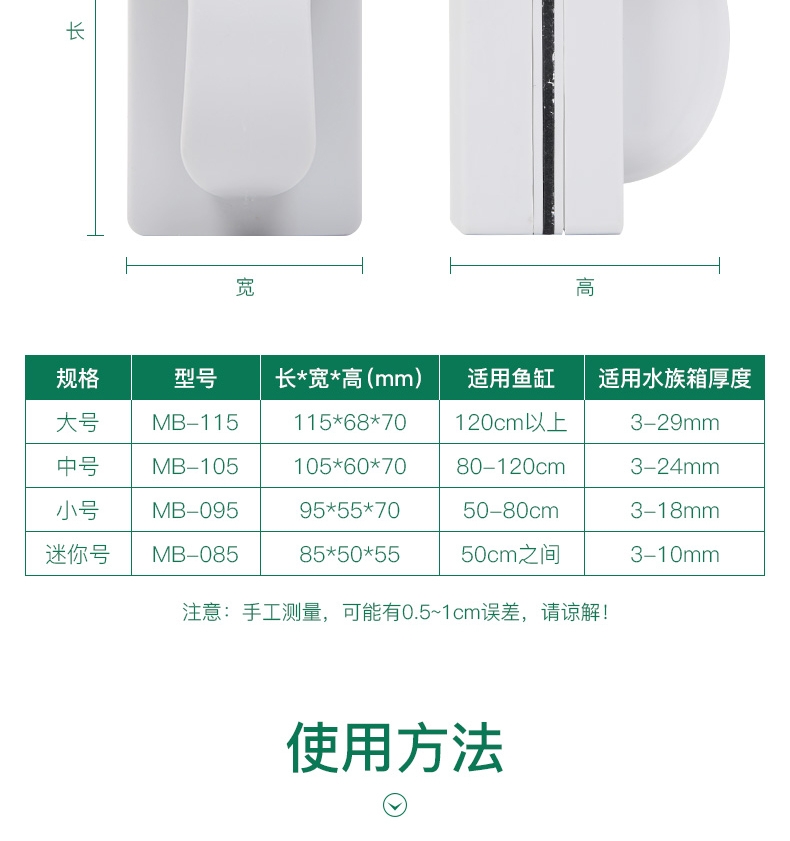 长
宽
高
规格 型号 长*宽*高(mm) 适用鱼缸 适用水族箱厚度
大号 MB-115 115*68*70 120cm以上 3-29mm
中号 MB-105 105*60*70 80-120cm 3-24mm
小号 MB-095 95*55*70 50-80cm 3-18mm
迷你号 MB-085 85*50*55 50cm之间 3-10mm
注意：手工测量，可能有0.5~1cm误差，请谅解！
使用方法